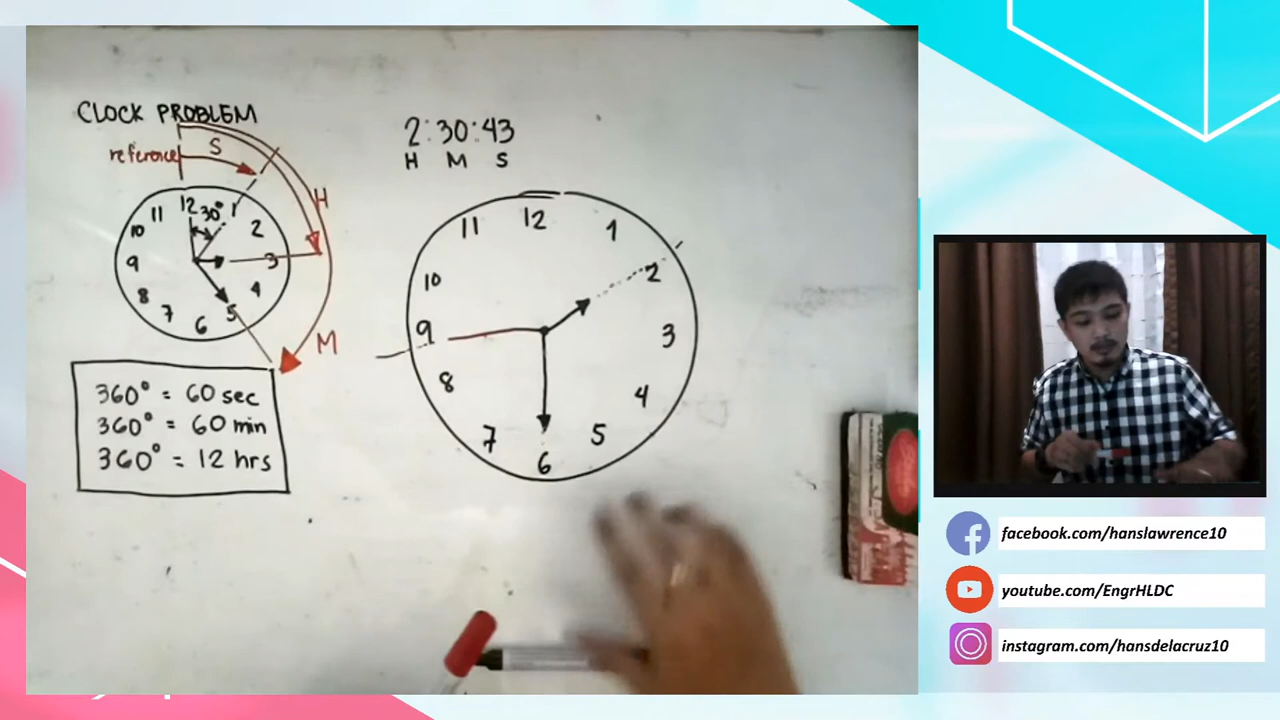 CLOCK PROBLEM
reference
S
H
M
12
30°
1
2
3
4
5
6
7
8
9
10
11
360° = 60 sec
360° = 60 min
360° = 12 hrs
2:30:43
H M S
12
1
2
3
4
5
6
7
8
9
10
11
facebook.com/hanslawrence10
youtube.com/EngrHLDC
instagram.com/hansdelacruz10